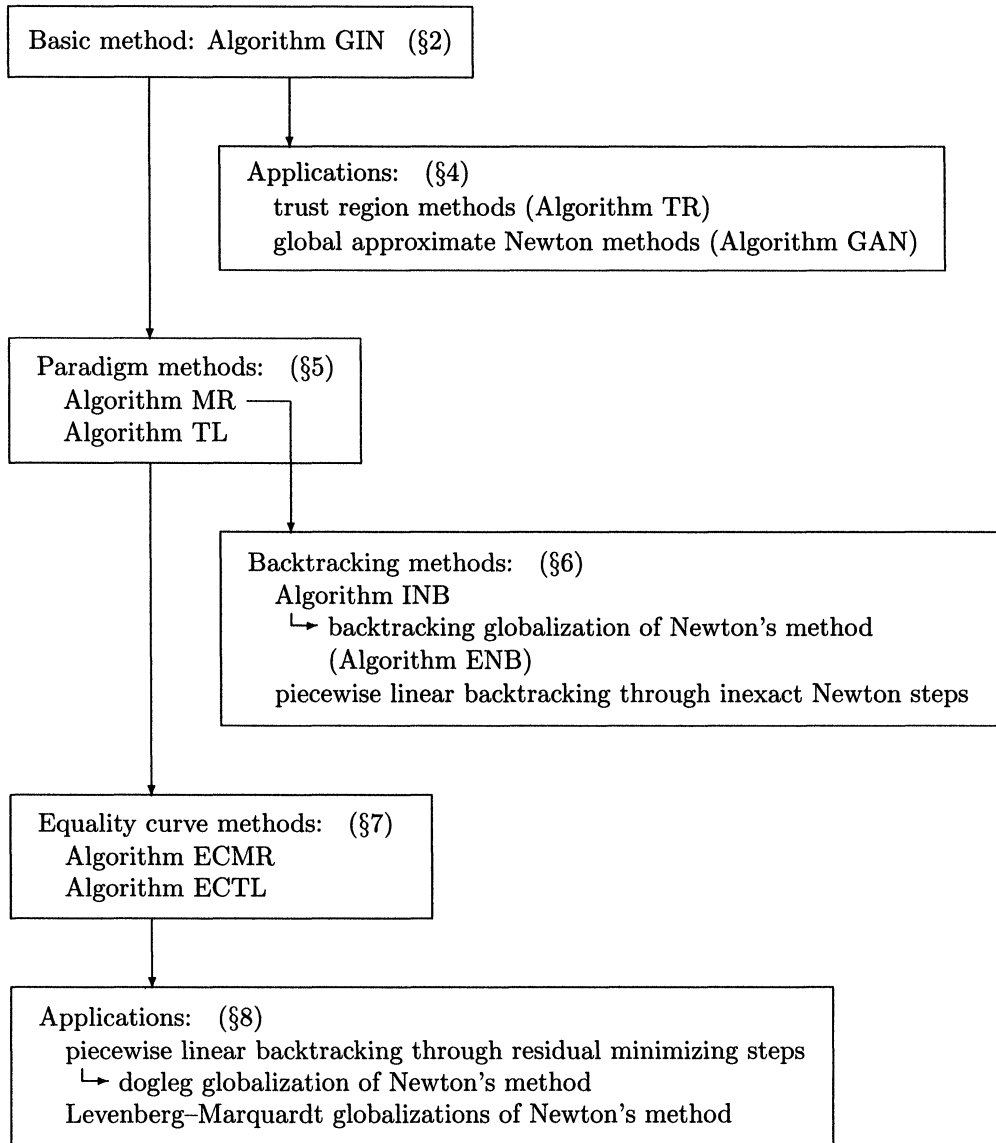 Basic method: Algorithm GIN (§2)
Applications: (§4)
trust region methods (Algorithm TR)
global approximate Newton methods (Algorithm GAN)
Paradigm methods: (§5)
Algorithm MR
Algorithm TL
Backtracking methods: (§6)
Algorithm INB
backtracking globalization of Newton's method
(Algorithm ENB)
piecewise linear backtracking through inexact Newton steps
Equality curve methods: (§7)
Algorithm ECMR
Algorithm ECTL
Applications: (§8)
piecewise linear backtracking through residual minimizing steps
dogleg globalization of Newton's method
Levenberg–Marquardt globalizations of Newton's method